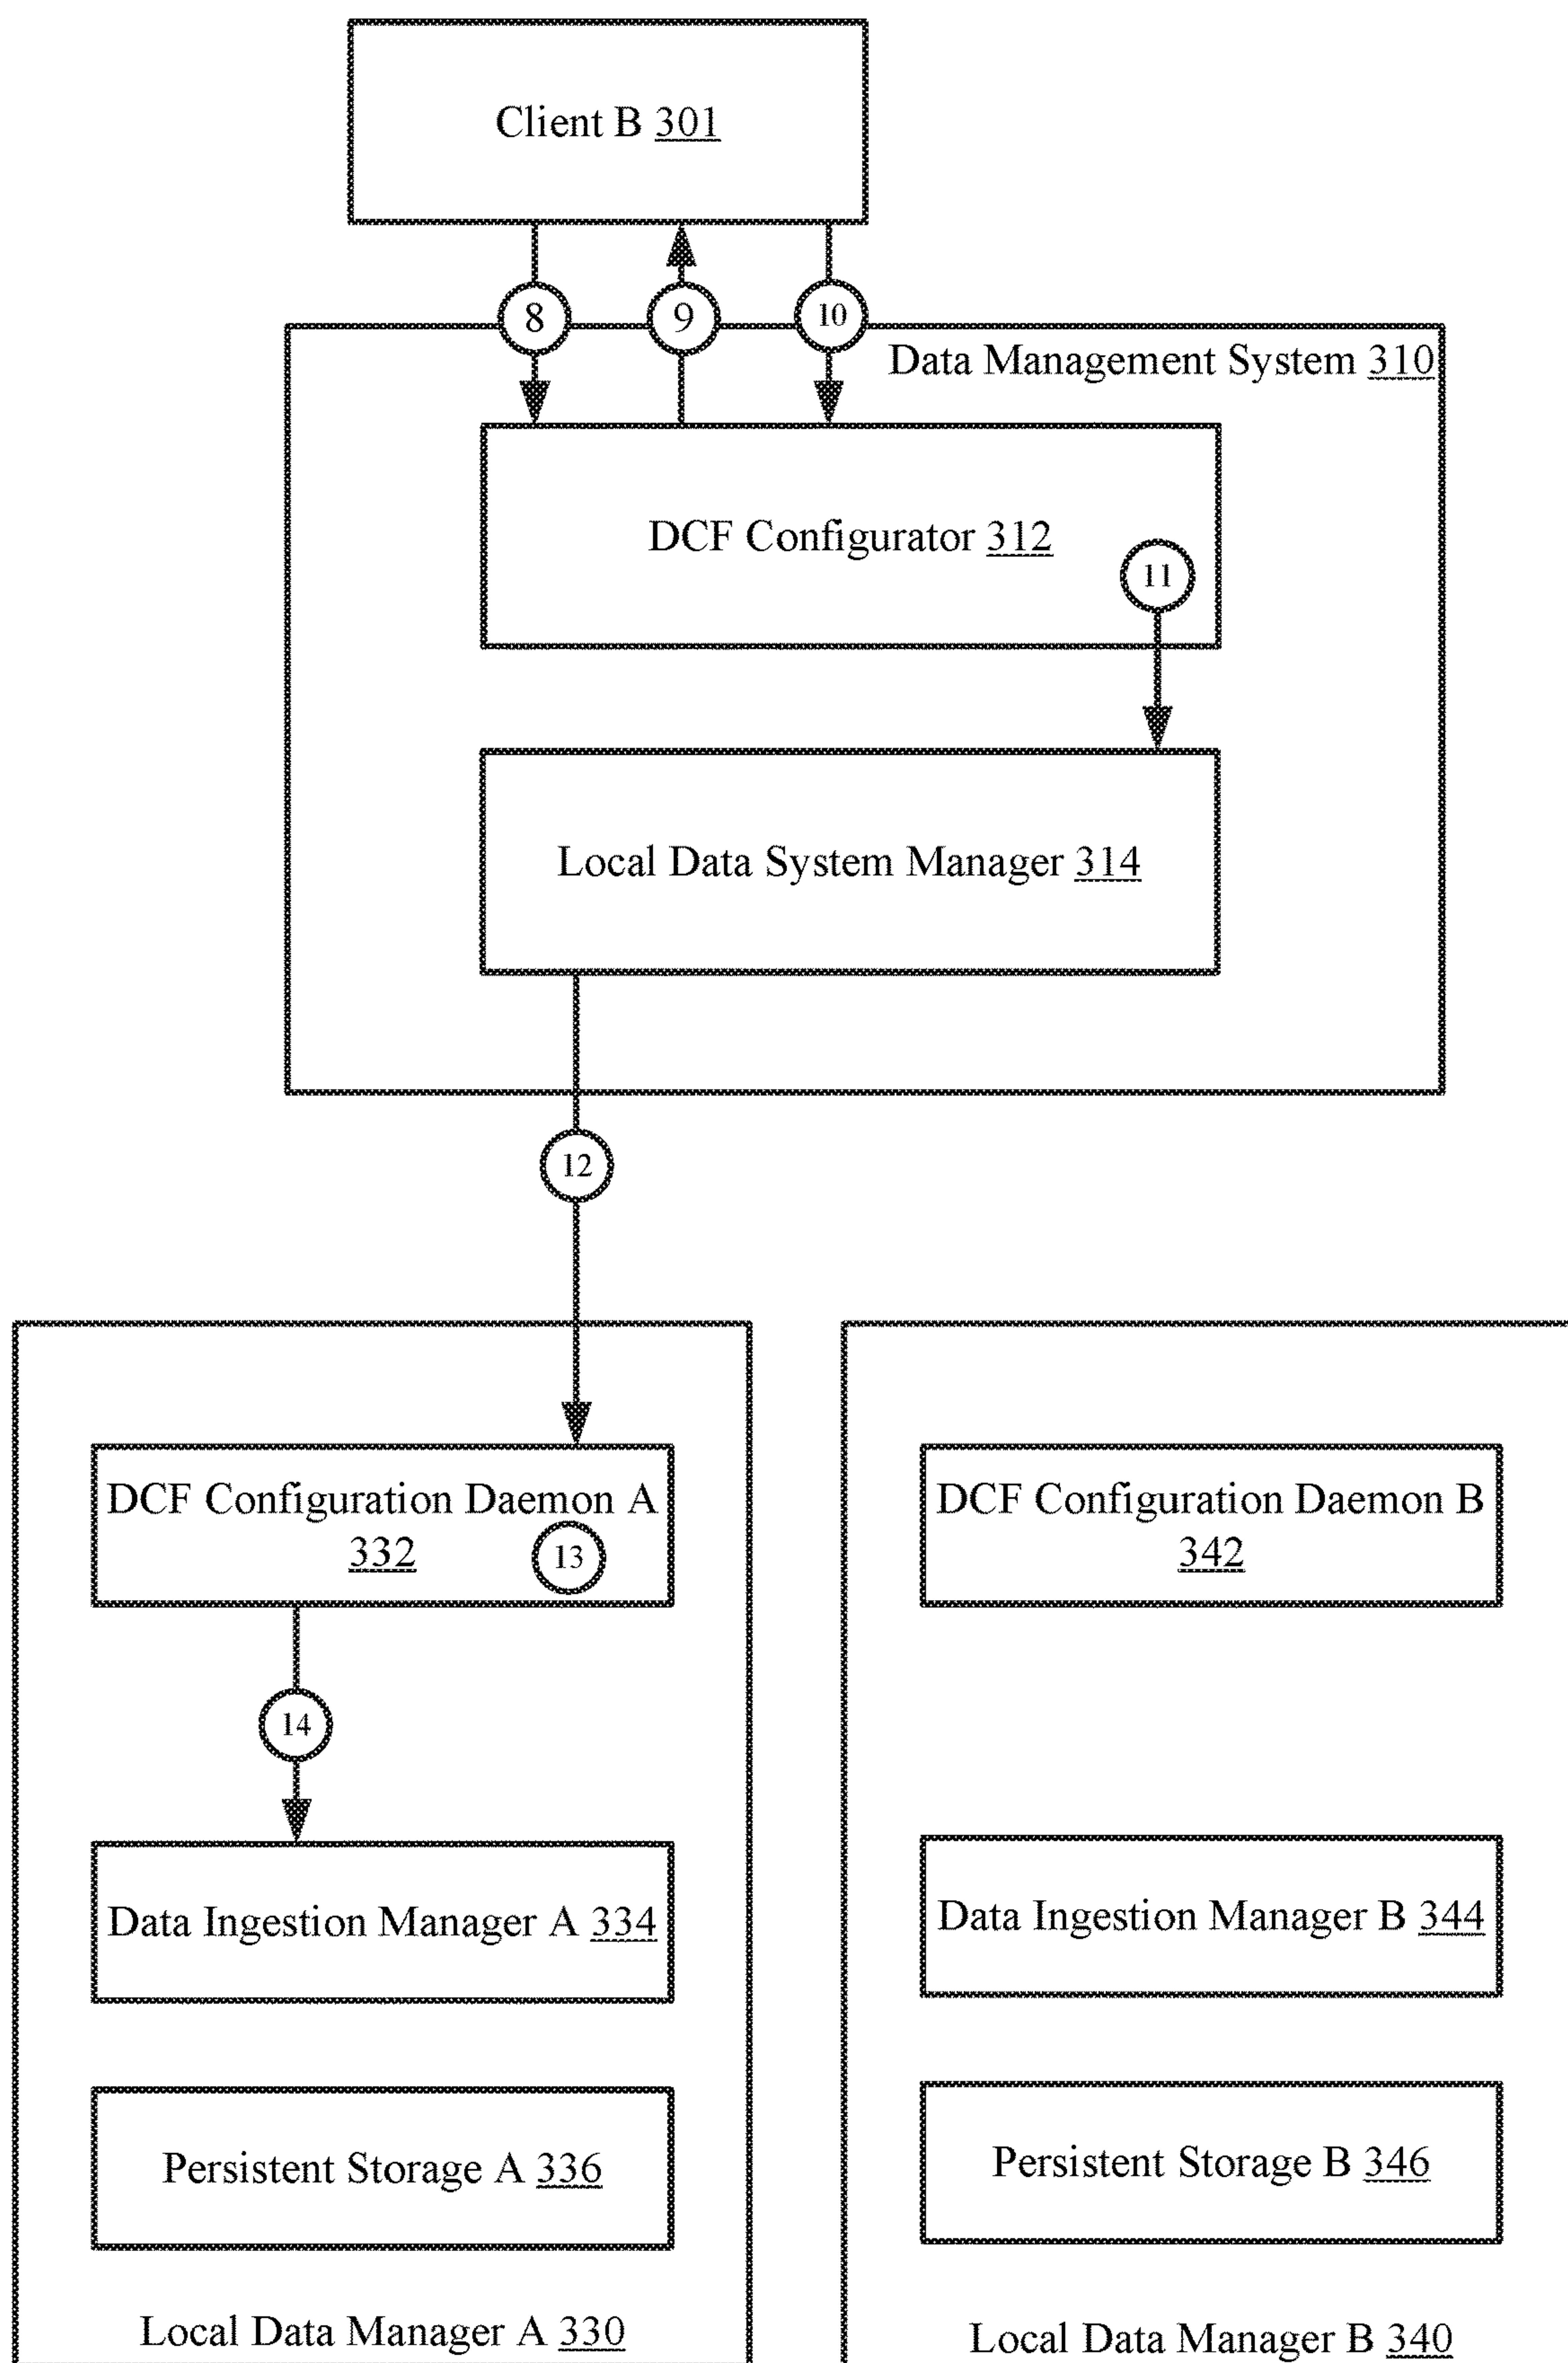 Client B 301
8
9
10
Data Management System 310
DCF Configurator 312
11
Local Data System Manager 314
12
DCF Configuration Daemon A
332
13
DCF Configuration Daemon B
342
14
Data Ingestion Manager A 334
Data Ingestion Manager B 344
Persistent Storage A 336
Persistent Storage B 346
Local Data Manager A 330
Local Data Manager B 340